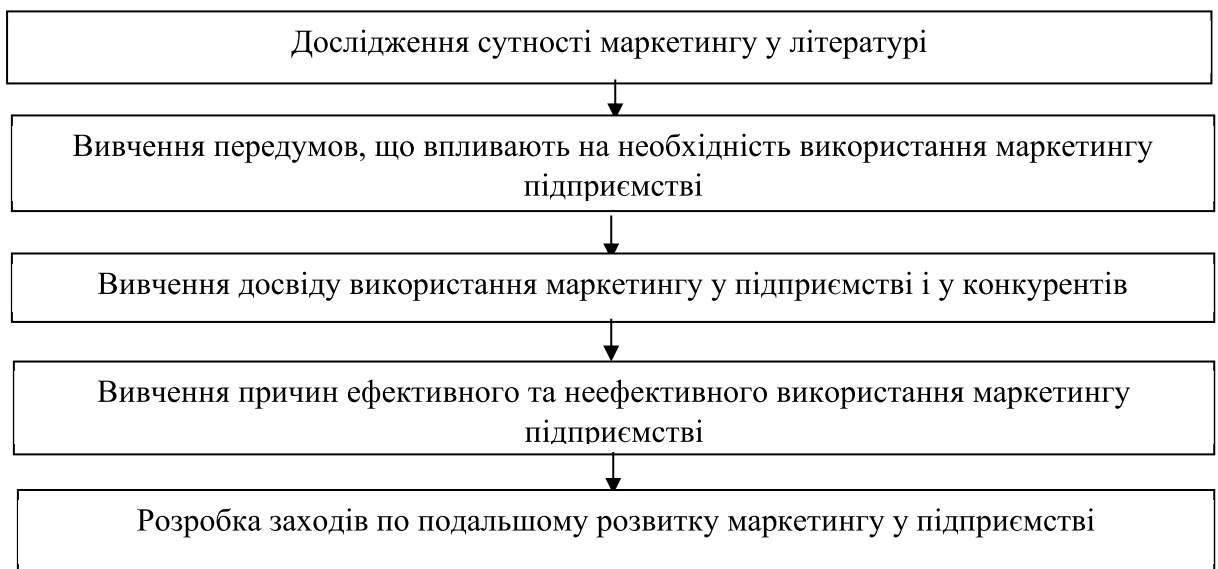 Дослідження сутності маркетингу у літературі
Вивчення передумов, що впливають на необхідність використання маркетингу
підприємстві
Вивчення досвіду використання маркетингу у підприємстві і у конкурентів
Вивчення причин ефективного та неефективного використання маркетингу
підприємстві
Розробка заходів по подальшому розвитку маркетингу у підприємстві